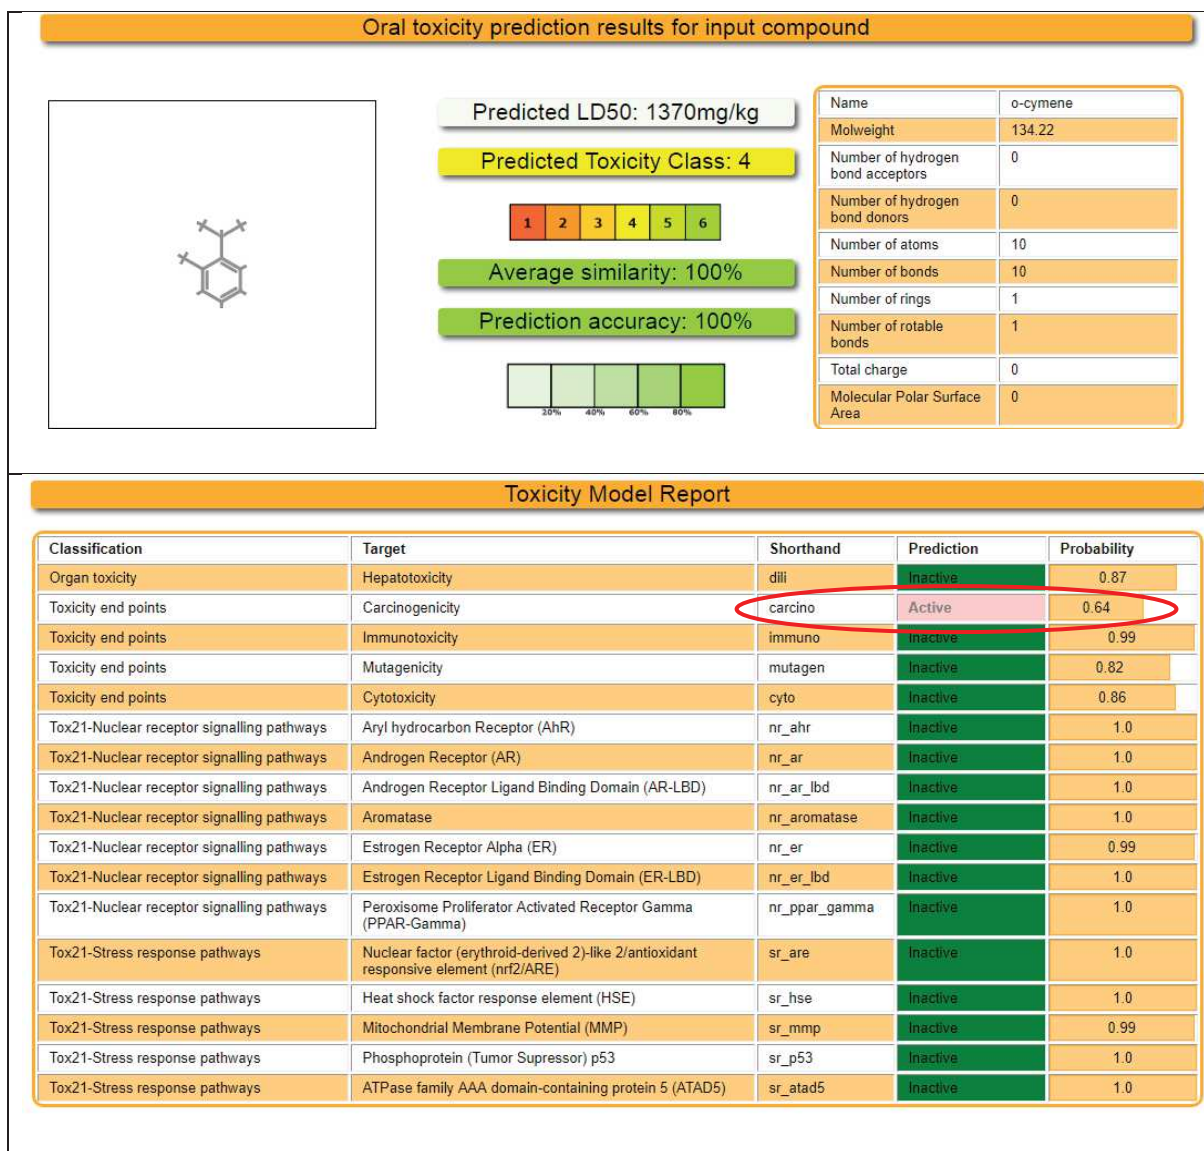 Oral toxicity prediction results for input compound
Predicted LD50: 1370mg/kg
Predicted Toxicity Class: 4
1 2 3 4 5 6
Average similarity: 100%
Prediction accuracy: 100%
20% 40% 60% 80%
Name o-cymene
Molweight 134.22
Number of hydrogen
bond acceptors 0
Number of hydrogen
bond donors 0
Number of atoms 10
Number of bonds 10
Number of rings 1
Number of rotable
bonds 1
Total charge 0
Molecular Polar Surface
Area 0
Toxicity Model Report
Classification Target Shorthand Prediction Probability
Organ toxicity Hepatotoxicity dili Inactive 0.87
Toxicity end points Carcinogenicity carcino Active 0.64
Toxicity end points Immunotoxicity immuno Inactive 0.99
Toxicity end points Mutagenicity mutagen Inactive 0.82
Toxicity end points Cytotoxicity cyto Inactive 0.86
Tox21-Nuclear receptor signalling pathways Aryl hydrocarbon Receptor (AhR) nr_ahr Inactive 1.0
Tox21-Nuclear receptor signalling pathways Androgen Receptor (AR) nr_ar Inactive 1.0
Tox21-Nuclear receptor signalling pathways Androgen Receptor Ligand Binding Domain (AR-LBD) nr_ar_lbd Inactive 1.0
Tox21-Nuclear receptor signalling pathways Aromatase nr_aromatase Inactive 1.0
Tox21-Nuclear receptor signalling pathways Estrogen Receptor Alpha (ER) nr_er Inactive 0.99
Tox21-Nuclear receptor signalling pathways Estrogen Receptor Ligand Binding Domain (ER-LBD) nr_er_lbd Inactive 1.0
Tox21-Nuclear receptor signalling pathways Peroxisome Proliferator Activated Receptor Gamma
(PPAR-Gamma) nr_ppar_gamma Inactive 1.0
Tox21-Stress response pathways Nuclear factor (erythroid-derived 2)-like 2/antioxidant
responsive element (nrf2/ARE) sr_are Inactive 1.0
Tox21-Stress response pathways Heat shock factor response element (HSE) sr_hse Inactive 1.0
Tox21-Stress response pathways Mitochondrial Membrane Potential (MMP) sr_mmp Inactive 0.99
Tox21-Stress response pathways Phosphoprotein (Tumor Supressor) p53 sr_p53 Inactive 1.0
Tox21-Stress response pathways ATPase family AAA domain-containing protein 5 (ATAD5) sr_atad5 Inactive 1.0